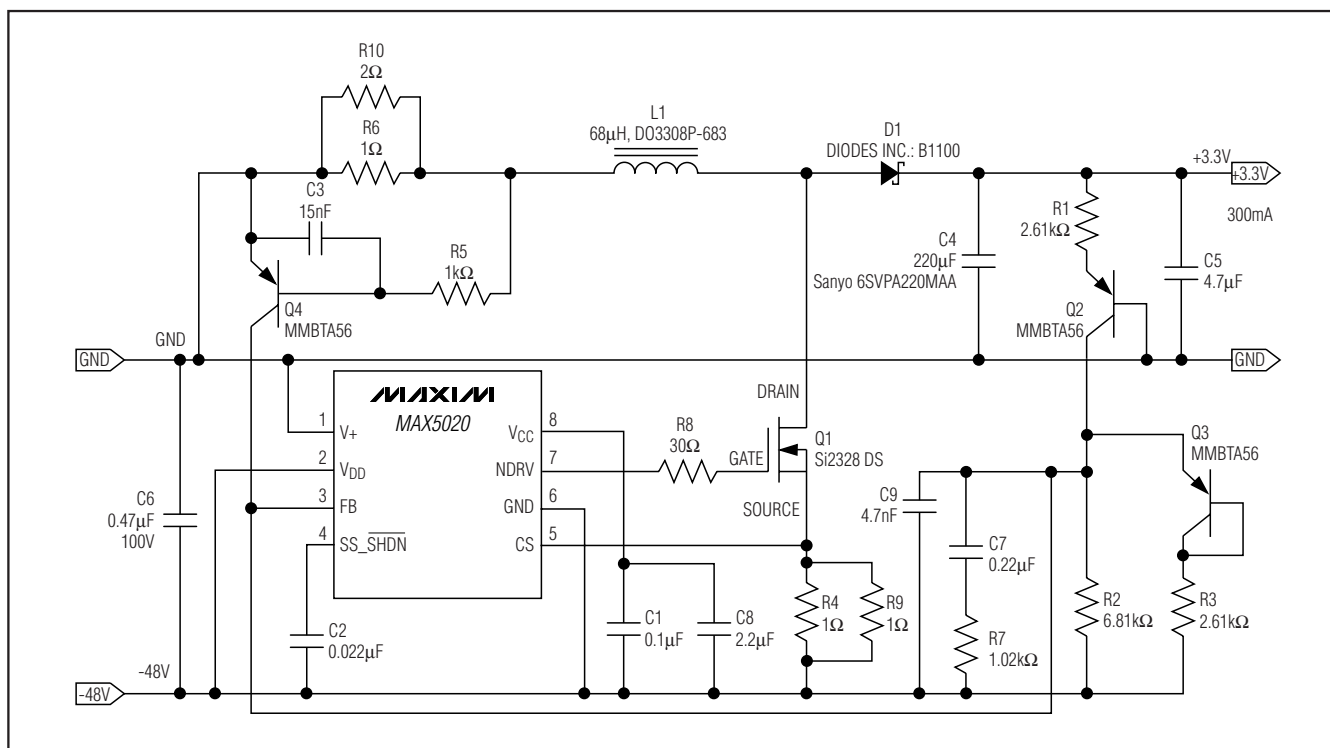 R10
2Ω
R6
1Ω
C3
15nF
R5
1kΩ
Q4
MMBTA56
L1
68µH, DO3308P-683
D1
DIODES INC.: B1100
+3.3V
+3.3V
300mA
R1
2.61kΩ
C4
220µF
Sanyo 6SVPA220MAA
C5
4.7µF
Q2
MMBTA56
GND
GND
GND
MAXIM
MAX5020
1
V+
2
VDD
3
FB
4
SS_SHDN
8
VCC
7
NDRV
6
GND
5
CS
C6
0.47µF
100V
R8
30Ω
DRAIN
GATE
Q1
Si2328 DS
SOURCE
Q3
MMBTA56
C9
4.7nF
C7
0.22µF
R2
6.81kΩ
R3
2.61kΩ
R7
1.02kΩ
R4
1Ω
R9
1Ω
C1
0.1µF
C8
2.2µF
C2
0.022µF
-48V
-48V